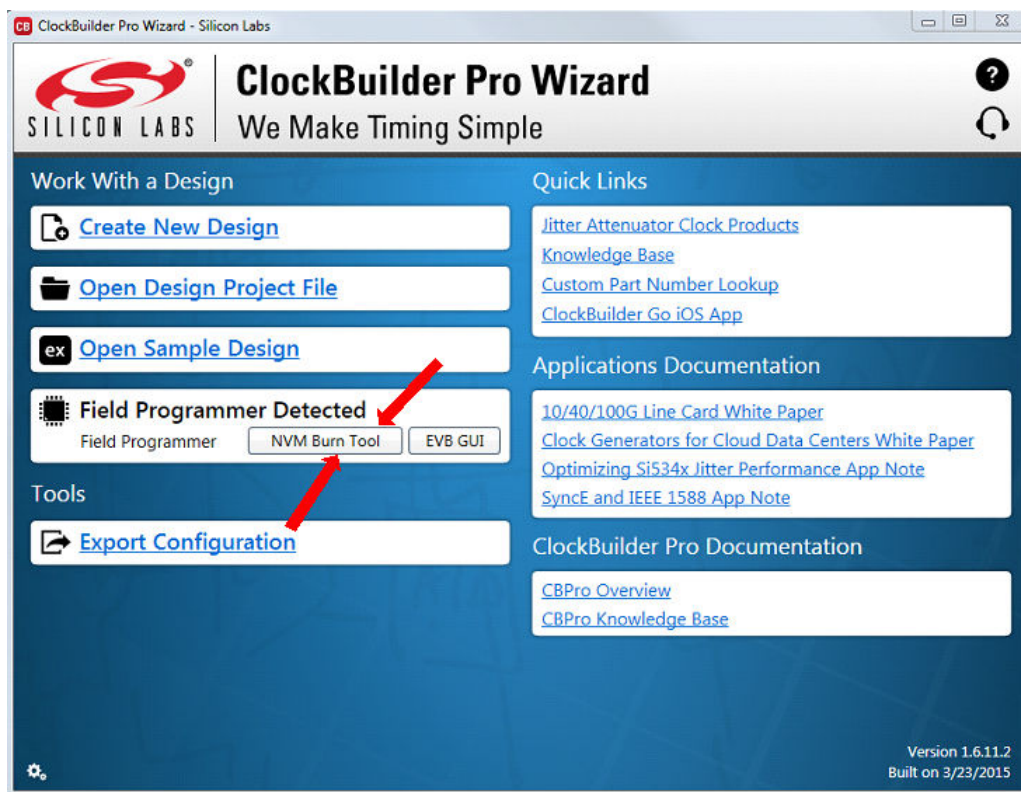 CB ClockBuilder Pro Wizard - Silicon Labs
SILICON LABS
®
ClockBuilder Pro Wizard
We Make Timing Simple
?
Work With a Design
Create New Design
Open Design Project File
ex Open Sample Design
Field Programmer Detected
Field Programmer NVM Burn Tool EVB GUI
Tools
Export Configuration
Quick Links
Jitter Attenuator Clock Products
Knowledge Base
Custom Part Number Lookup
ClockBuilder Go iOS App
Applications Documentation
10/40/100G Line Card White Paper
Clock Generators for Cloud Data Centers White Paper
Optimizing Si534x Jitter Performance App Note
SyncE and IEEE 1588 App Note
ClockBuilder Pro Documentation
CBPro Overview
CBPro Knowledge Base
Version 1.6.11.2
Built on 3/23/2015